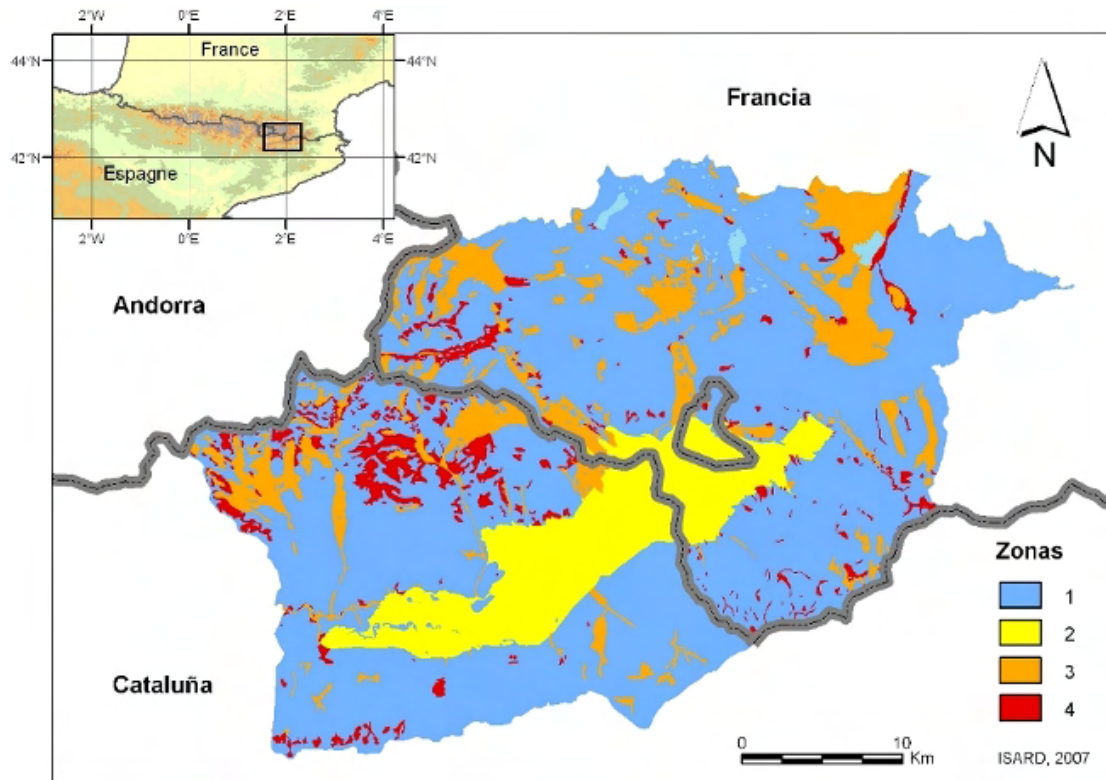 2°W 0°E 2°E 4°E
44°N
France
44°N
42°N
Espagne
42°N
2°W 0°E 2°E 4°E
Francia
N
Andorra
Cataluña
Zonas
1
2
3
4
0 10
Km
ISARD, 2007